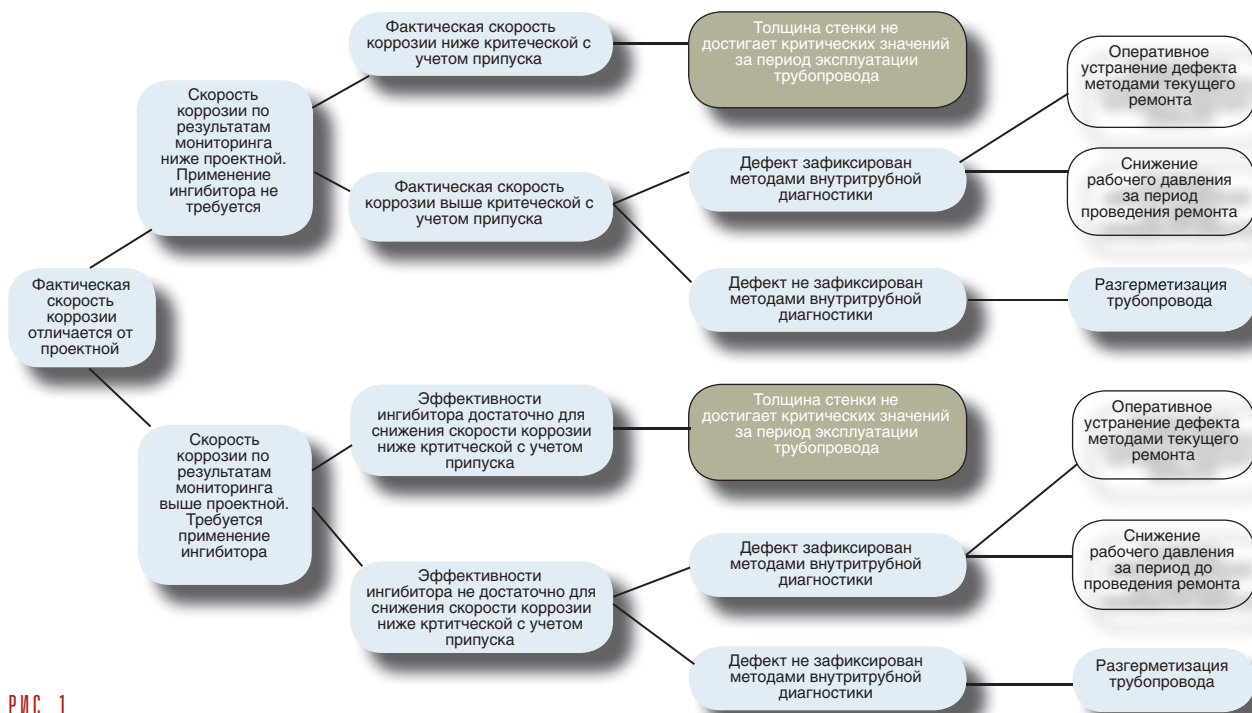 Фактическая скорость
коррозии ниже критеческой с
учетом припуска
Толщина стенки не
достигает критических значений
за период эксплуатации
трубопровода
Оперативное
устранение дефекта
методами текущего
ремонта
Скорость
коррозии по
результатам
мониторинга
ниже проектной.
Применение
ингибитора не
требуется
Фактическая скорость
коррозии выше критеческой с
учетом припуска
Дефект зафиксирован
методами внутритрубной
диагностики
Снижение
рабочего давления
за период
проведения ремонта
Фактическая
скорость
коррозии
отличается от
проектной
Дефект не зафиксирован
методами внутритрубной
диагностики
Разгерметизация
трубопровода
Эффективности
ингибитора достаточно для
снижения скорости коррозии
ниже кртитческой с учетом
припуска
Толщина стенки не
достигает критических значений
за период эксплуатации
трубопровода
Оперативное
устранение дефекта
методами текущего
ремонта
Скорость
коррозии по
результатам
мониторинга
выше проектной.
Требуется
применение
ингибитора
Эффективности
ингибитора не достаточно для
снижения скорости коррозии
ниже кртитческой с учетом
припуска
Дефект зафиксирован
методами внутритрубной
диагностики
Снижение
рабочего давления
за период до
проведения ремонта
Дефект не зафиксирован
методами внутритрубной
диагностики
Разгерметизация
трубопровода
РИС. 1